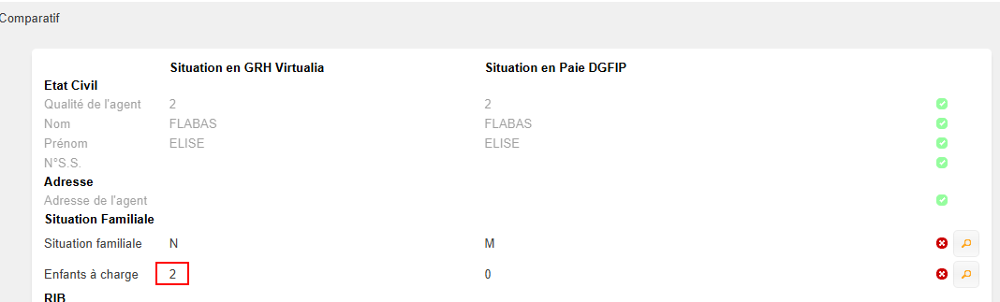 Comparatif
Situation en GRH Virtualia Situation en Paie DGFIP
Etat Civil
Qualité de l'agent 2 2
Nom FLABAS FLABAS
Prénom ELISE ELISE
N°S.S.
Adresse
Adresse de l'agent
Situation Familiale
Situation familiale N M
Enfants à charge 2 0
RIB